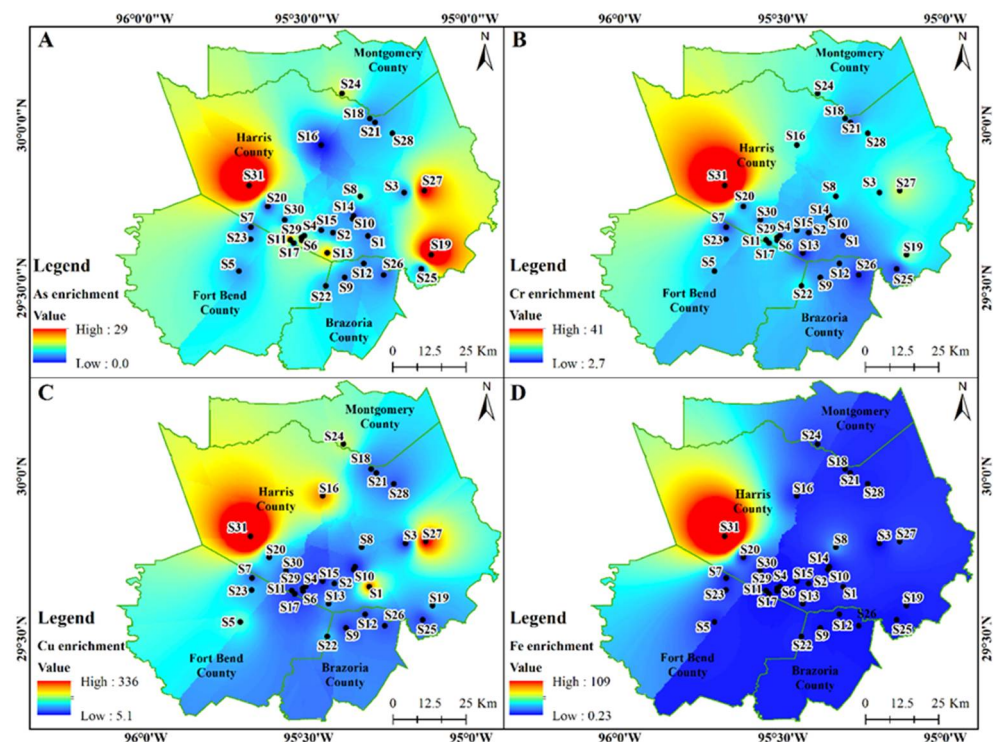 96°0'0"W 95°30'0"W 95°0'0"W 96°0'0"W 95°30'0"W 95°0'0"W
A
N
Montgomery
County
S24
S18
S21
S16
S28
Harris
County
S31
S3
S27
S8
S20
S14
S30
S7
S15
S10
S29
S4
S2
S23
S11
S6
S1
S17
S13
S19
S5
S12
S26
S25
S9
S22
Fort Bend
County
Brazoria
County
Legend
As enrichment
Value
High : 29
Low : 0.0
0 12.5 25 Km
30°0'0"N
29°30'0"N
B
N
Montgomery
County
S24
S18
S21
S16
S28
Harris
County
S31
S3
S27
S8
S20
S14
S30
S7
S15
S10
S29
S4
S2
S23
S11
S6
S1
S17
S13
S19
S5
S12
S26
S25
S9
S22
Fort Bend
County
Brazoria
County
Legend
Cr enrichment
Value
High : 41
Low : 2.7
0 12.5 25 Km
30°0'0"N
29°30'0"N
C
N
Montgomery
County
S24
S18
S21
S16
S28
Harris
County
S31
S3
S27
S8
S20
S30
S7
S15
S10
S29
S4
S2
S23
S6
S1
S17
S13
S19
S5
S12
S26
S25
S9
S22
Fort Bend
County
Brazoria
County
Legend
Cu enrichment
Value
High : 336
Low : 5.1
0 12.5 25 Km
30°0'N
29°30'N
D
N
Montgomery
County
S24
S18
S21
S16
S28
Harris
County
S31
S3
S27
S8
S20
S14
S30
S7
S15
S10
S29
S4
S2
S23
S11
S6
S1
S17
S13
S19
S5
S12
S26
S25
S9
S22
Fort Bend
County
Brazoria
County
Legend
Fe enrichment
Value
High : 109
Low : 0.23
0 12.5 25 Km
30°0'N
29°30'N
96°0'W 95°30'W 95°0'W 96°0'W 95°30'W 95°0'W